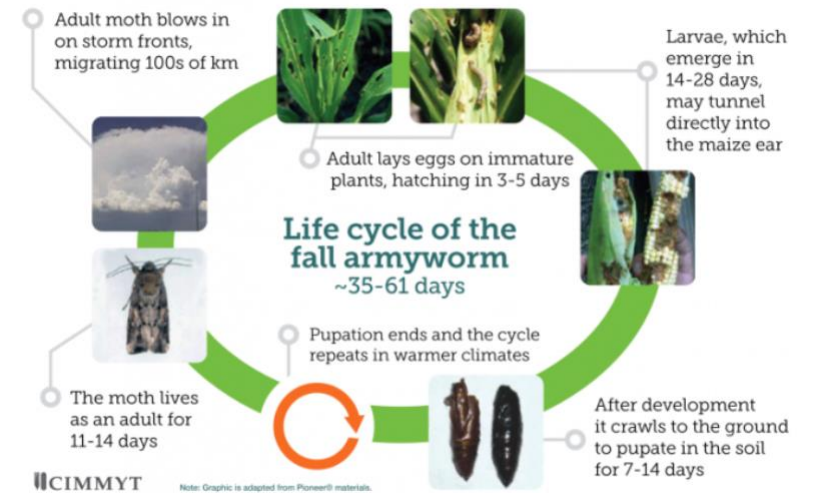 Adult moth blows in
on storm fronts,
migrating 100s of km
Larvae, which
emerge in
14-28 days,
may tunnel
directly into
the maize ear
Adult lays eggs on immature
plants, hatching in 3-5 days
Life cycle of the
fall armyworm
~35-61 days
Pupation ends and the cycle
repeats in warmer climates
The moth lives
as an adult for
11-14 days
After development
it crawls to the ground
to pupate in the soil
for 7-14 days
CIMMYT
Note: Graphic is adapted from Pioneer® materials.